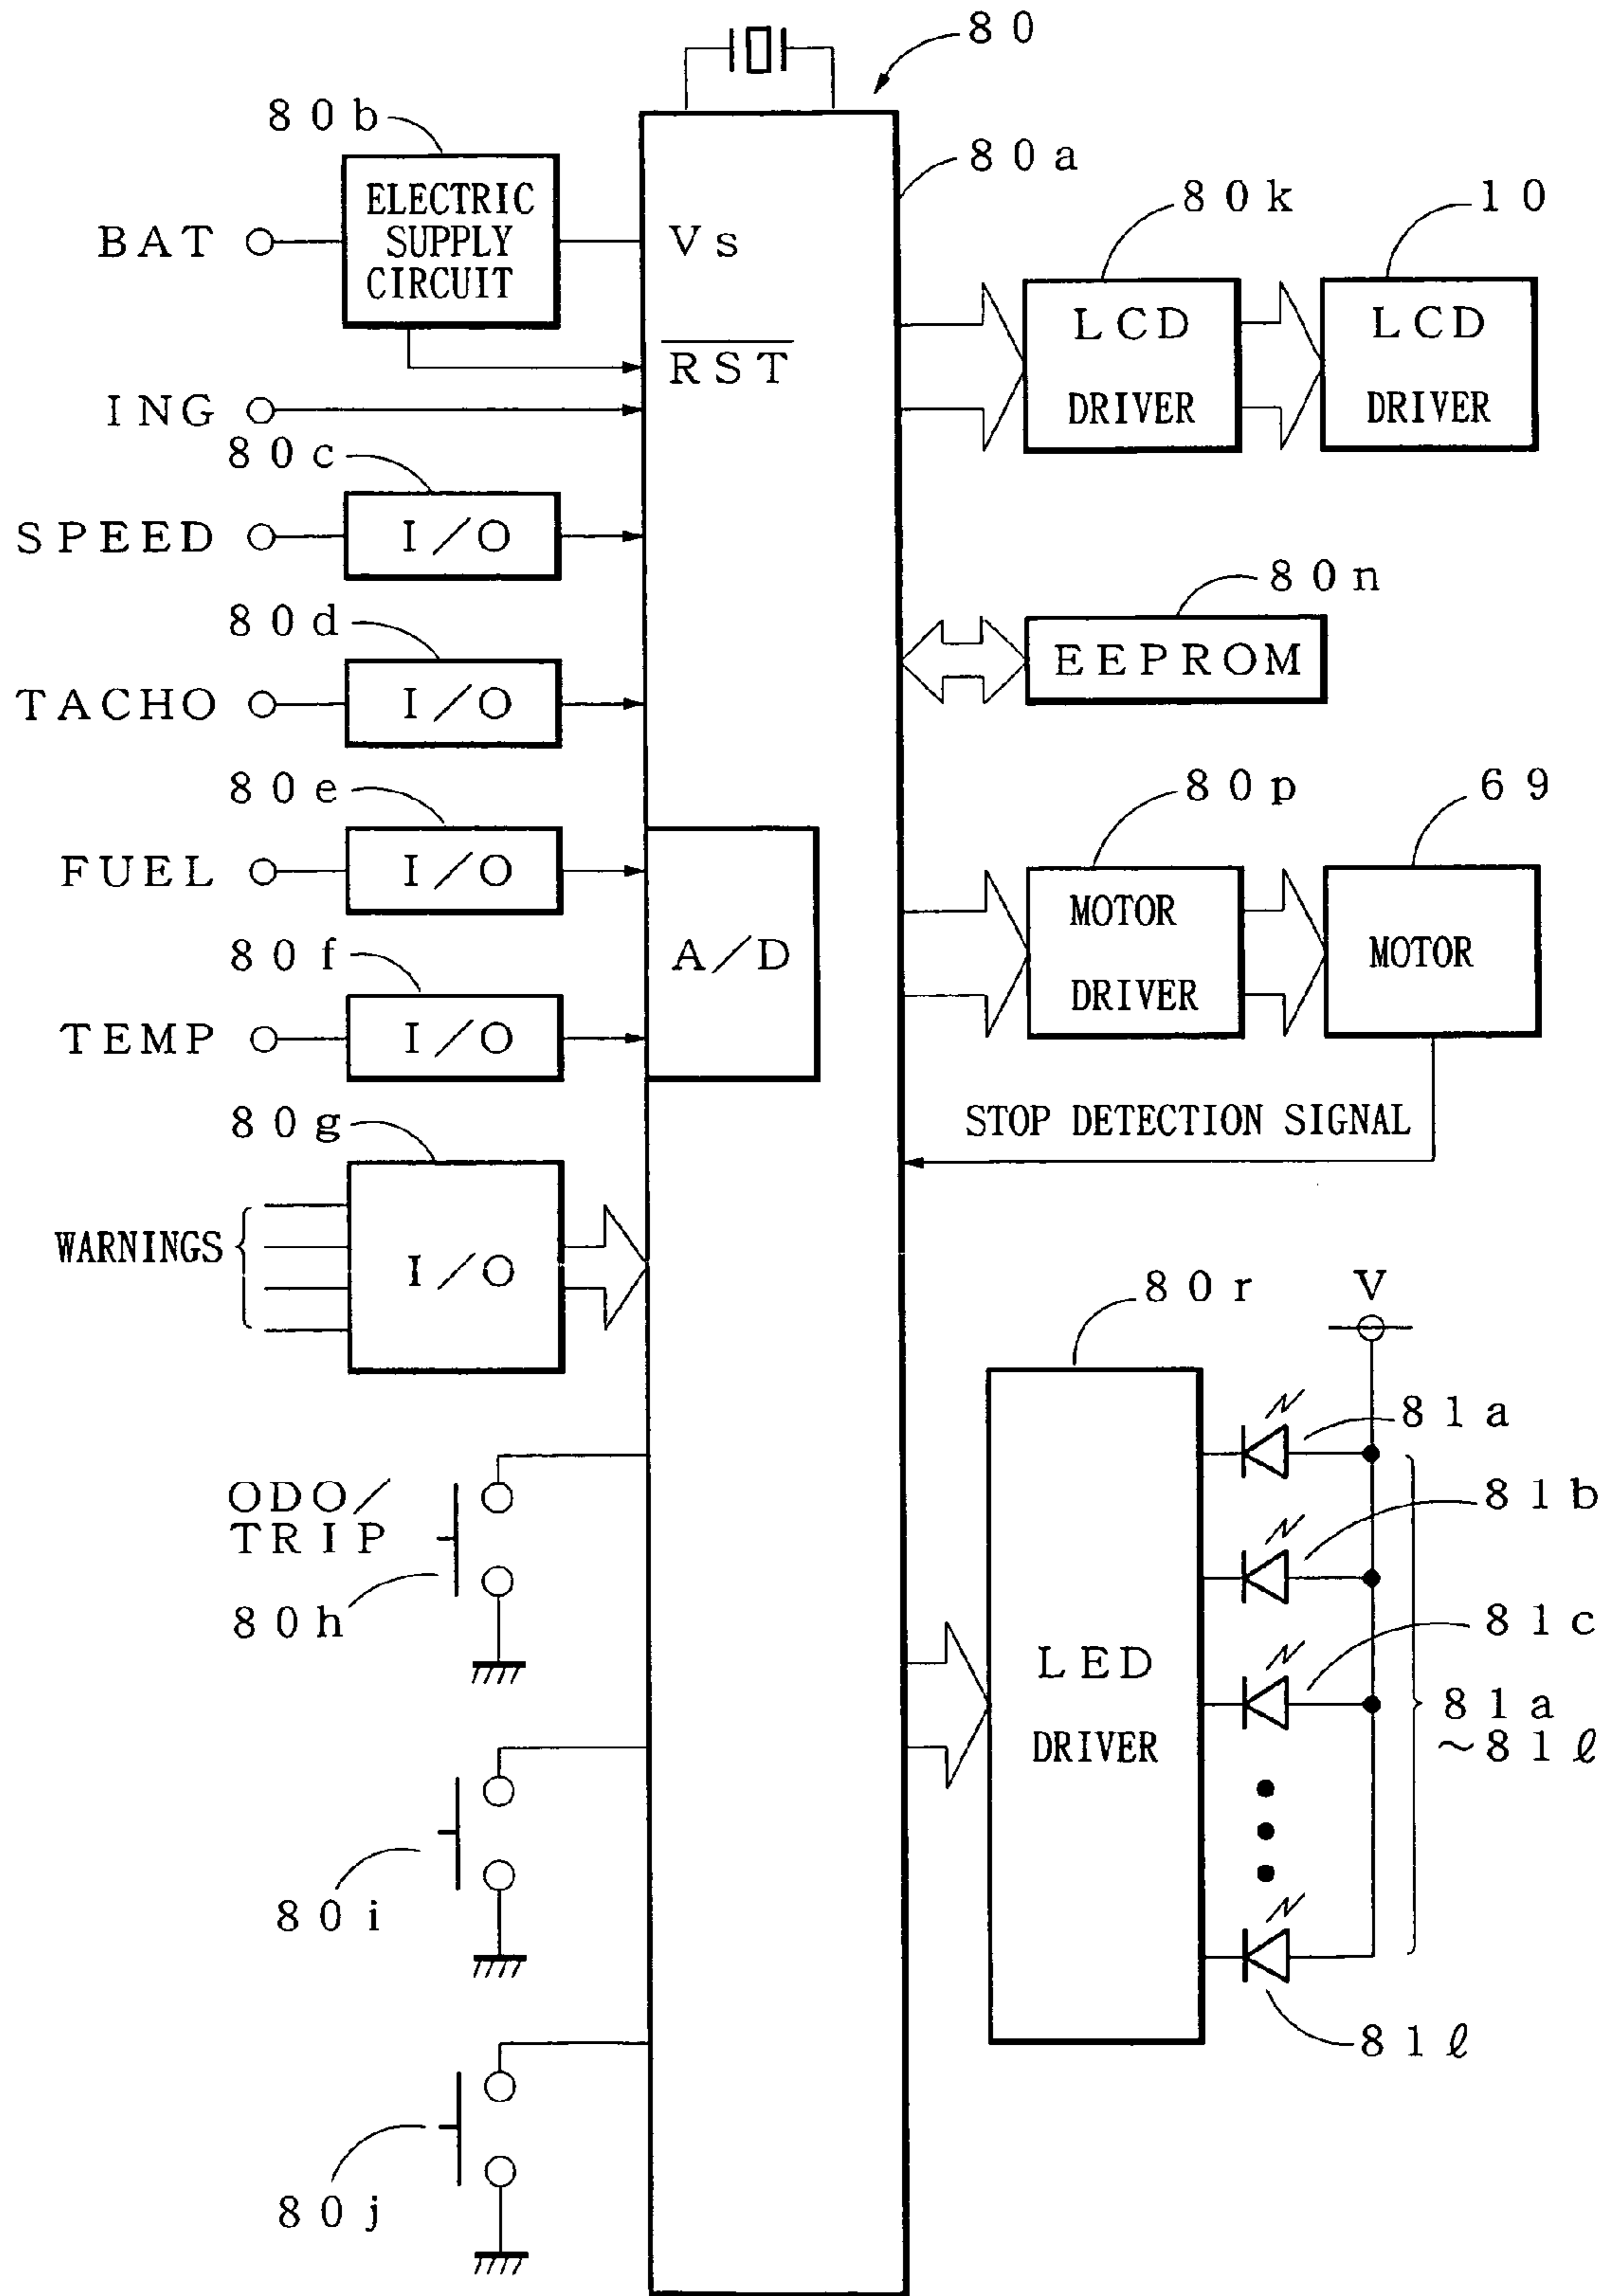 80
80b
80a
ELECTRIC
SUPPLY
CIRCUIT
BAT
Vs
80k
10
LCD
DRIVER
LCD
DRIVER
RST
ING
80c
SPEED
I/O
80n
EEPROM
80d
TACHO
I/O
80e
FUEL
I/O
80p
69
MOTOR
DRIVER
MOTOR
A/D
80f
TEMP
I/O
STOP DETECTION SIGNAL
80g
WARNINGS
I/O
80r
V
81a
ODO/
TRIP
81b
80h
81c
LED
DRIVER
81a
~81ℓ
80i
81ℓ
80j